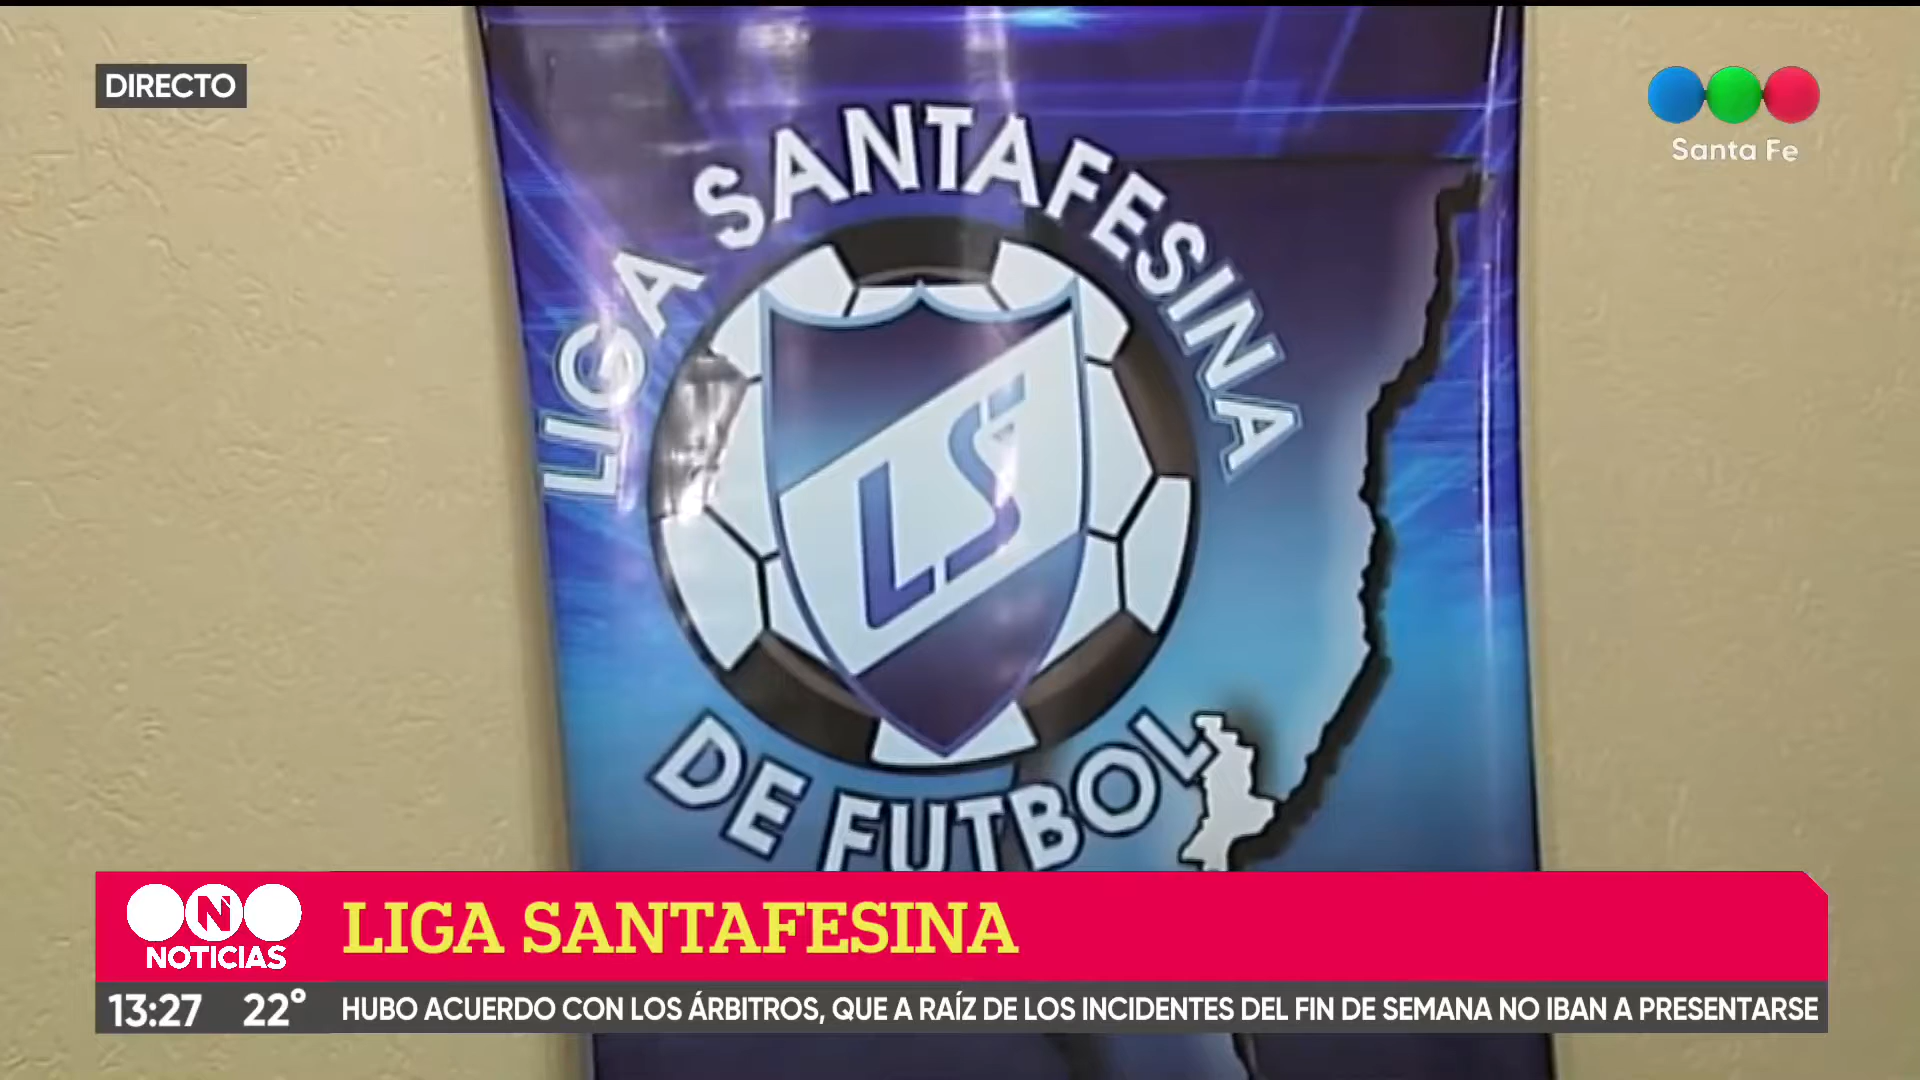 DIRECTO
Santa Fe
LIGA SANTAFESINA
LS
DE FUTBOL
N
NOTICIAS
LIGA SANTAFESINA
13:27 22° HUBO ACUERDO CON LOS ÁRBITROS, QUE A RAÍZ DE LOS INCIDENTES DEL FIN DE SEMANA NO IBAN A PRESENTARSE